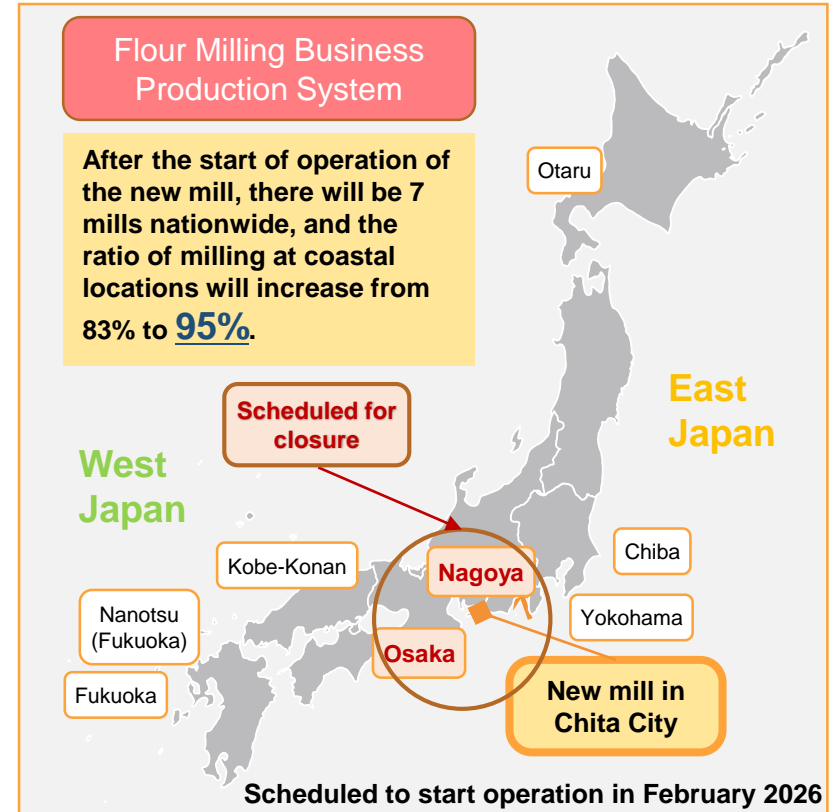 Flour Milling Business
Production System
After the start of operation of
the new mill, there will be 7
mills nationwide, and the
ratio of milling at coastal
locations will increase from
83% to 95%.
Otaru
East
Japan
Scheduled for
closure
West
Japan
Chiba
Kobe-Konan
Nagoya
Nanotsu
(Fukuoka)
Yokohama
Osaka
Fukuoka
New mill in
Chita City
Scheduled to start operation in February 2026